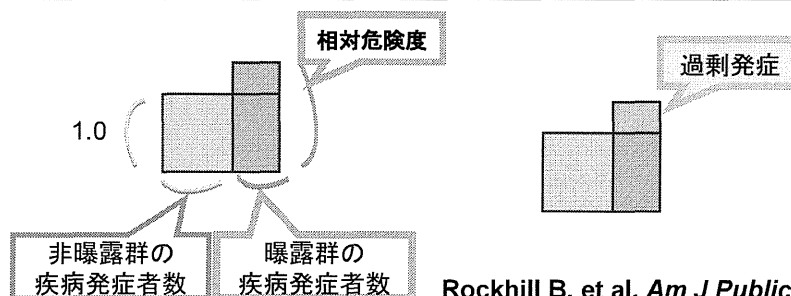 相対危険度
過剰発症
1.0
非曝露群の
疾病発症者数
曝露群の
疾病発症者数
Rockhill B, et al. Am J Public